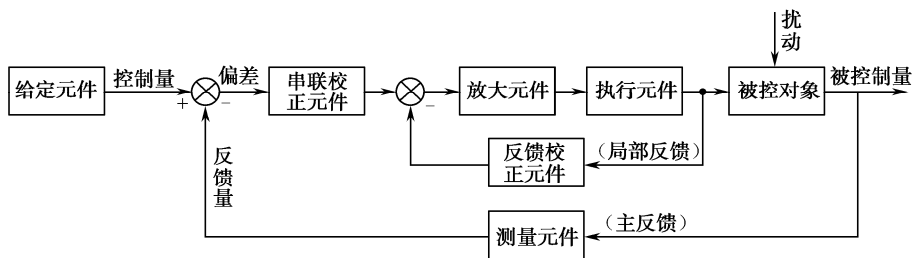 扰
动
给定元件
控制量
偏差
串联校
正元件
放大元件
执行元件
被控对象
被控制量
+
−
−
反馈校
正元件
（局部反馈）
反
馈
量
测量元件
（主反馈）